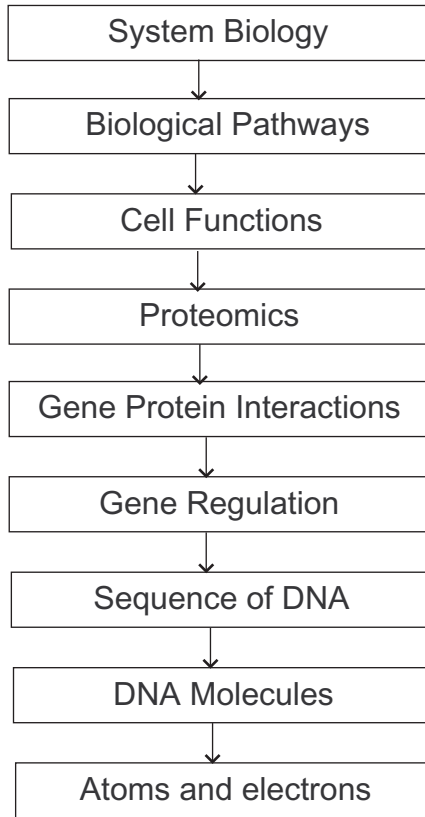 System Biology
Biological Pathways
Cell Functions
Proteomics
Gene Protein Interactions
Gene Regulation
Sequence of DNA
DNA Molecules
Atoms and electrons